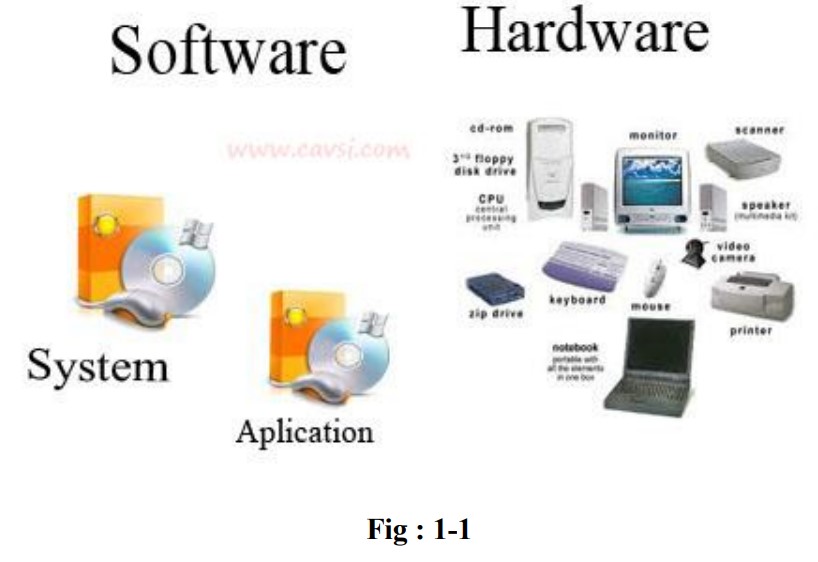 Software
Hardware
www.cavsi.com
System
Aplication
cd-rom
3 1/2 floppy
disk drive
CPU
central
processing
unit
monitor
scanner
speaker
(multimedia kit)
video
camera
zip drive
keyboard
mouse
printer
notebook
portable with
all the elements
in one box
Fig : 1-1